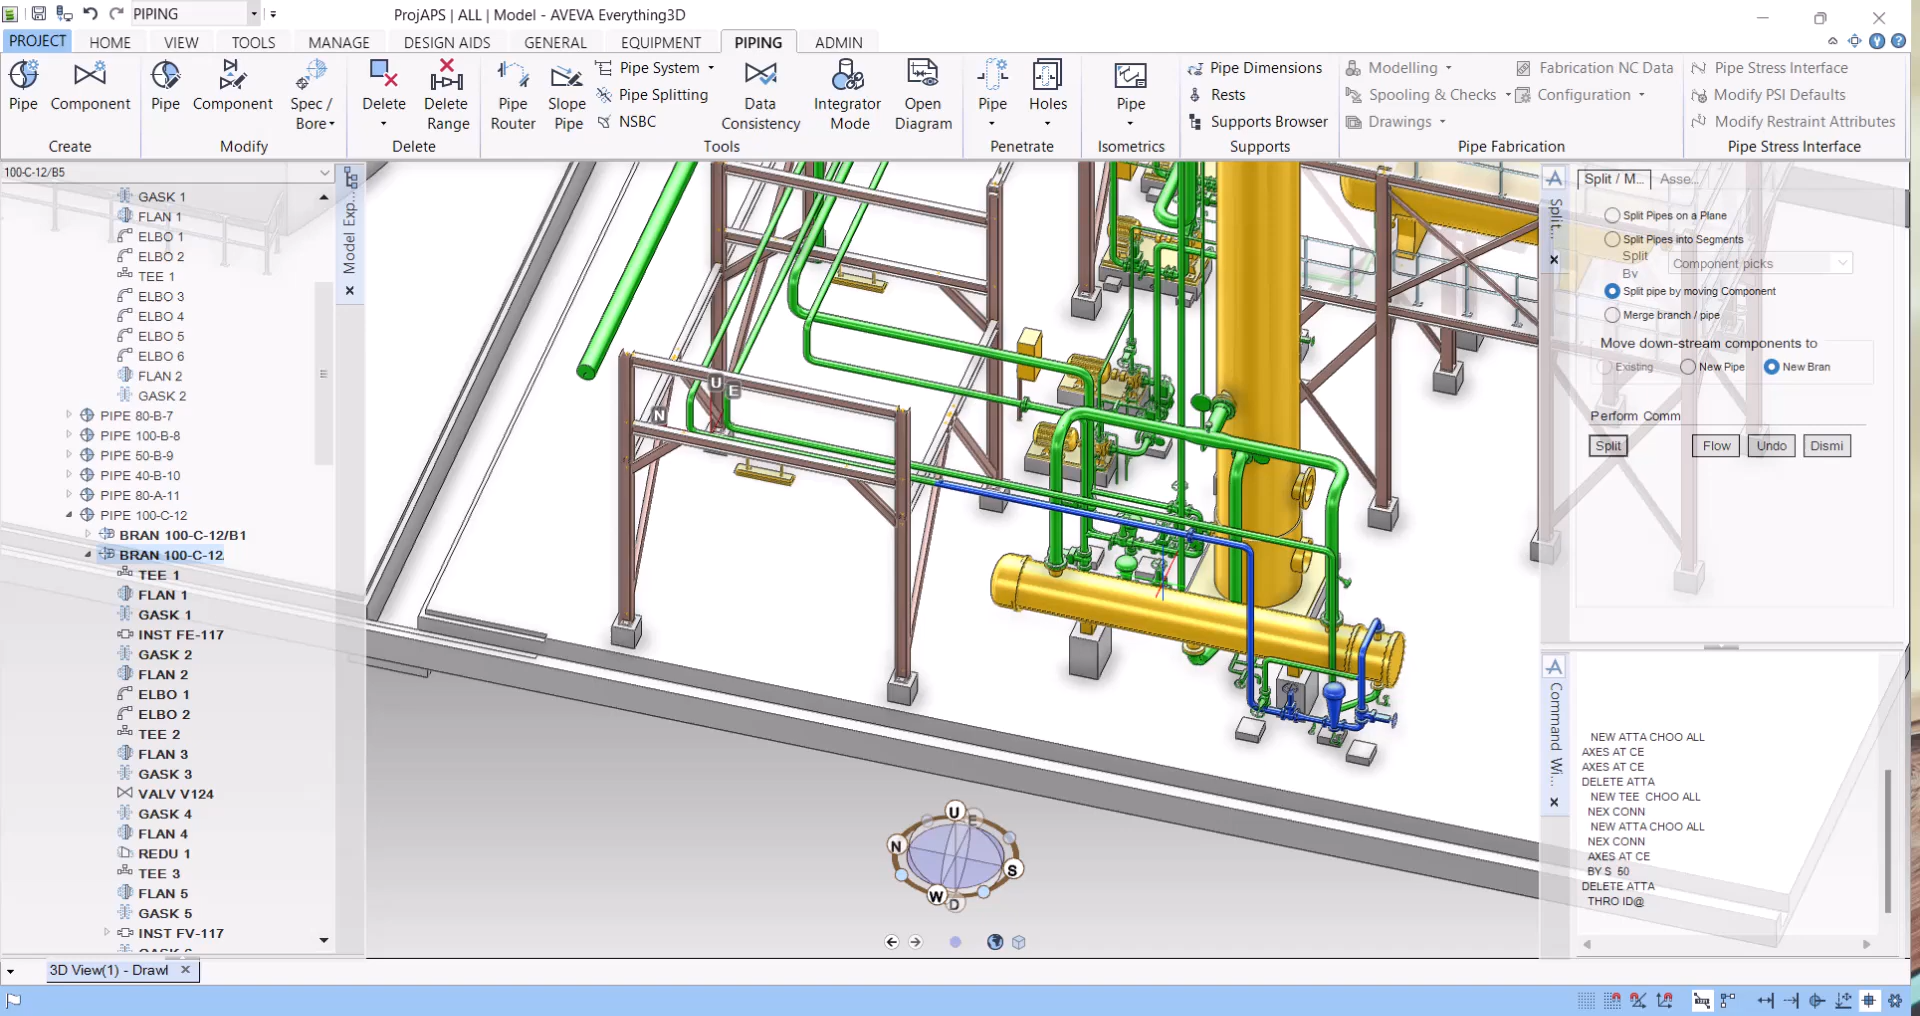 PIPING
ProjAPS | ALL | Model - AVEVA Everything3D
PROJECT HOME VIEW TOOLS MANAGE DESIGN AIDS GENERAL EQUIPMENT PIPING ADMIN
Pipe
Component
Create
Pipe
Component
Spec / Bore
Modify
Delete
Delete Range
Delete
Pipe Router
Slope Pipe
Pipe System
Pipe Splitting
NSBC
Data Consistency
Integrator Mode
Open Diagram
Tools
Pipe
Holes
Penetrate
Pipe
Isometrics
Pipe Dimensions
Rests
Supports Browser
Supports
Modelling
Spooling & Checks
Drawings
Fabrication NC Data
Configuration
Pipe Fabrication
Pipe Stress Interface
Modify PSI Defaults
Modify Restraint Attributes
Pipe Stress Interface
100-C-12/B5
Model Exp...
GASK 1
FLAN 1
ELBO 1
ELBO 2
TEE 1
ELBO 3
ELBO 4
ELBO 5
ELBO 6
FLAN 2
GASK 2
PIPE 80-B-7
PIPE 100-B-8
PIPE 50-B-9
PIPE 40-B-10
PIPE 80-A-11
PIPE 100-C-12
BRAN 100-C-12/B1
BRAN 100-C-12
TEE 1
FLAN 1
GASK 1
INST FE-117
GASK 2
FLAN 2
ELBO 1
ELBO 2
TEE 2
FLAN 3
GASK 3
VALV V124
GASK 4
FLAN 4
REDU 1
TEE 3
FLAN 5
GASK 5
INST FV-117
U
E
N
U
E
N
S
W
D
Split...
Split / M...
Asse...
Split Pipes on a Plane
Split Pipes into Segments
Split By
Component picks
Split pipe by moving Component
Merge branch / pipe
Move down-stream components to
Existing
New Pipe
New Bran
Perform Comm
Split
Flow
Undo
Dismi
Command Wi...
NEW ATTA CHOO ALL
AXES AT CE
AXES AT CE
DELETE ATTA
NEW TEE CHOO ALL
NEX CONN
NEW ATTA CHOO ALL
NEX CONN
AXES AT CE
BY S 50
DELETE ATTA
THRO ID@
3D View(1) - Drawl